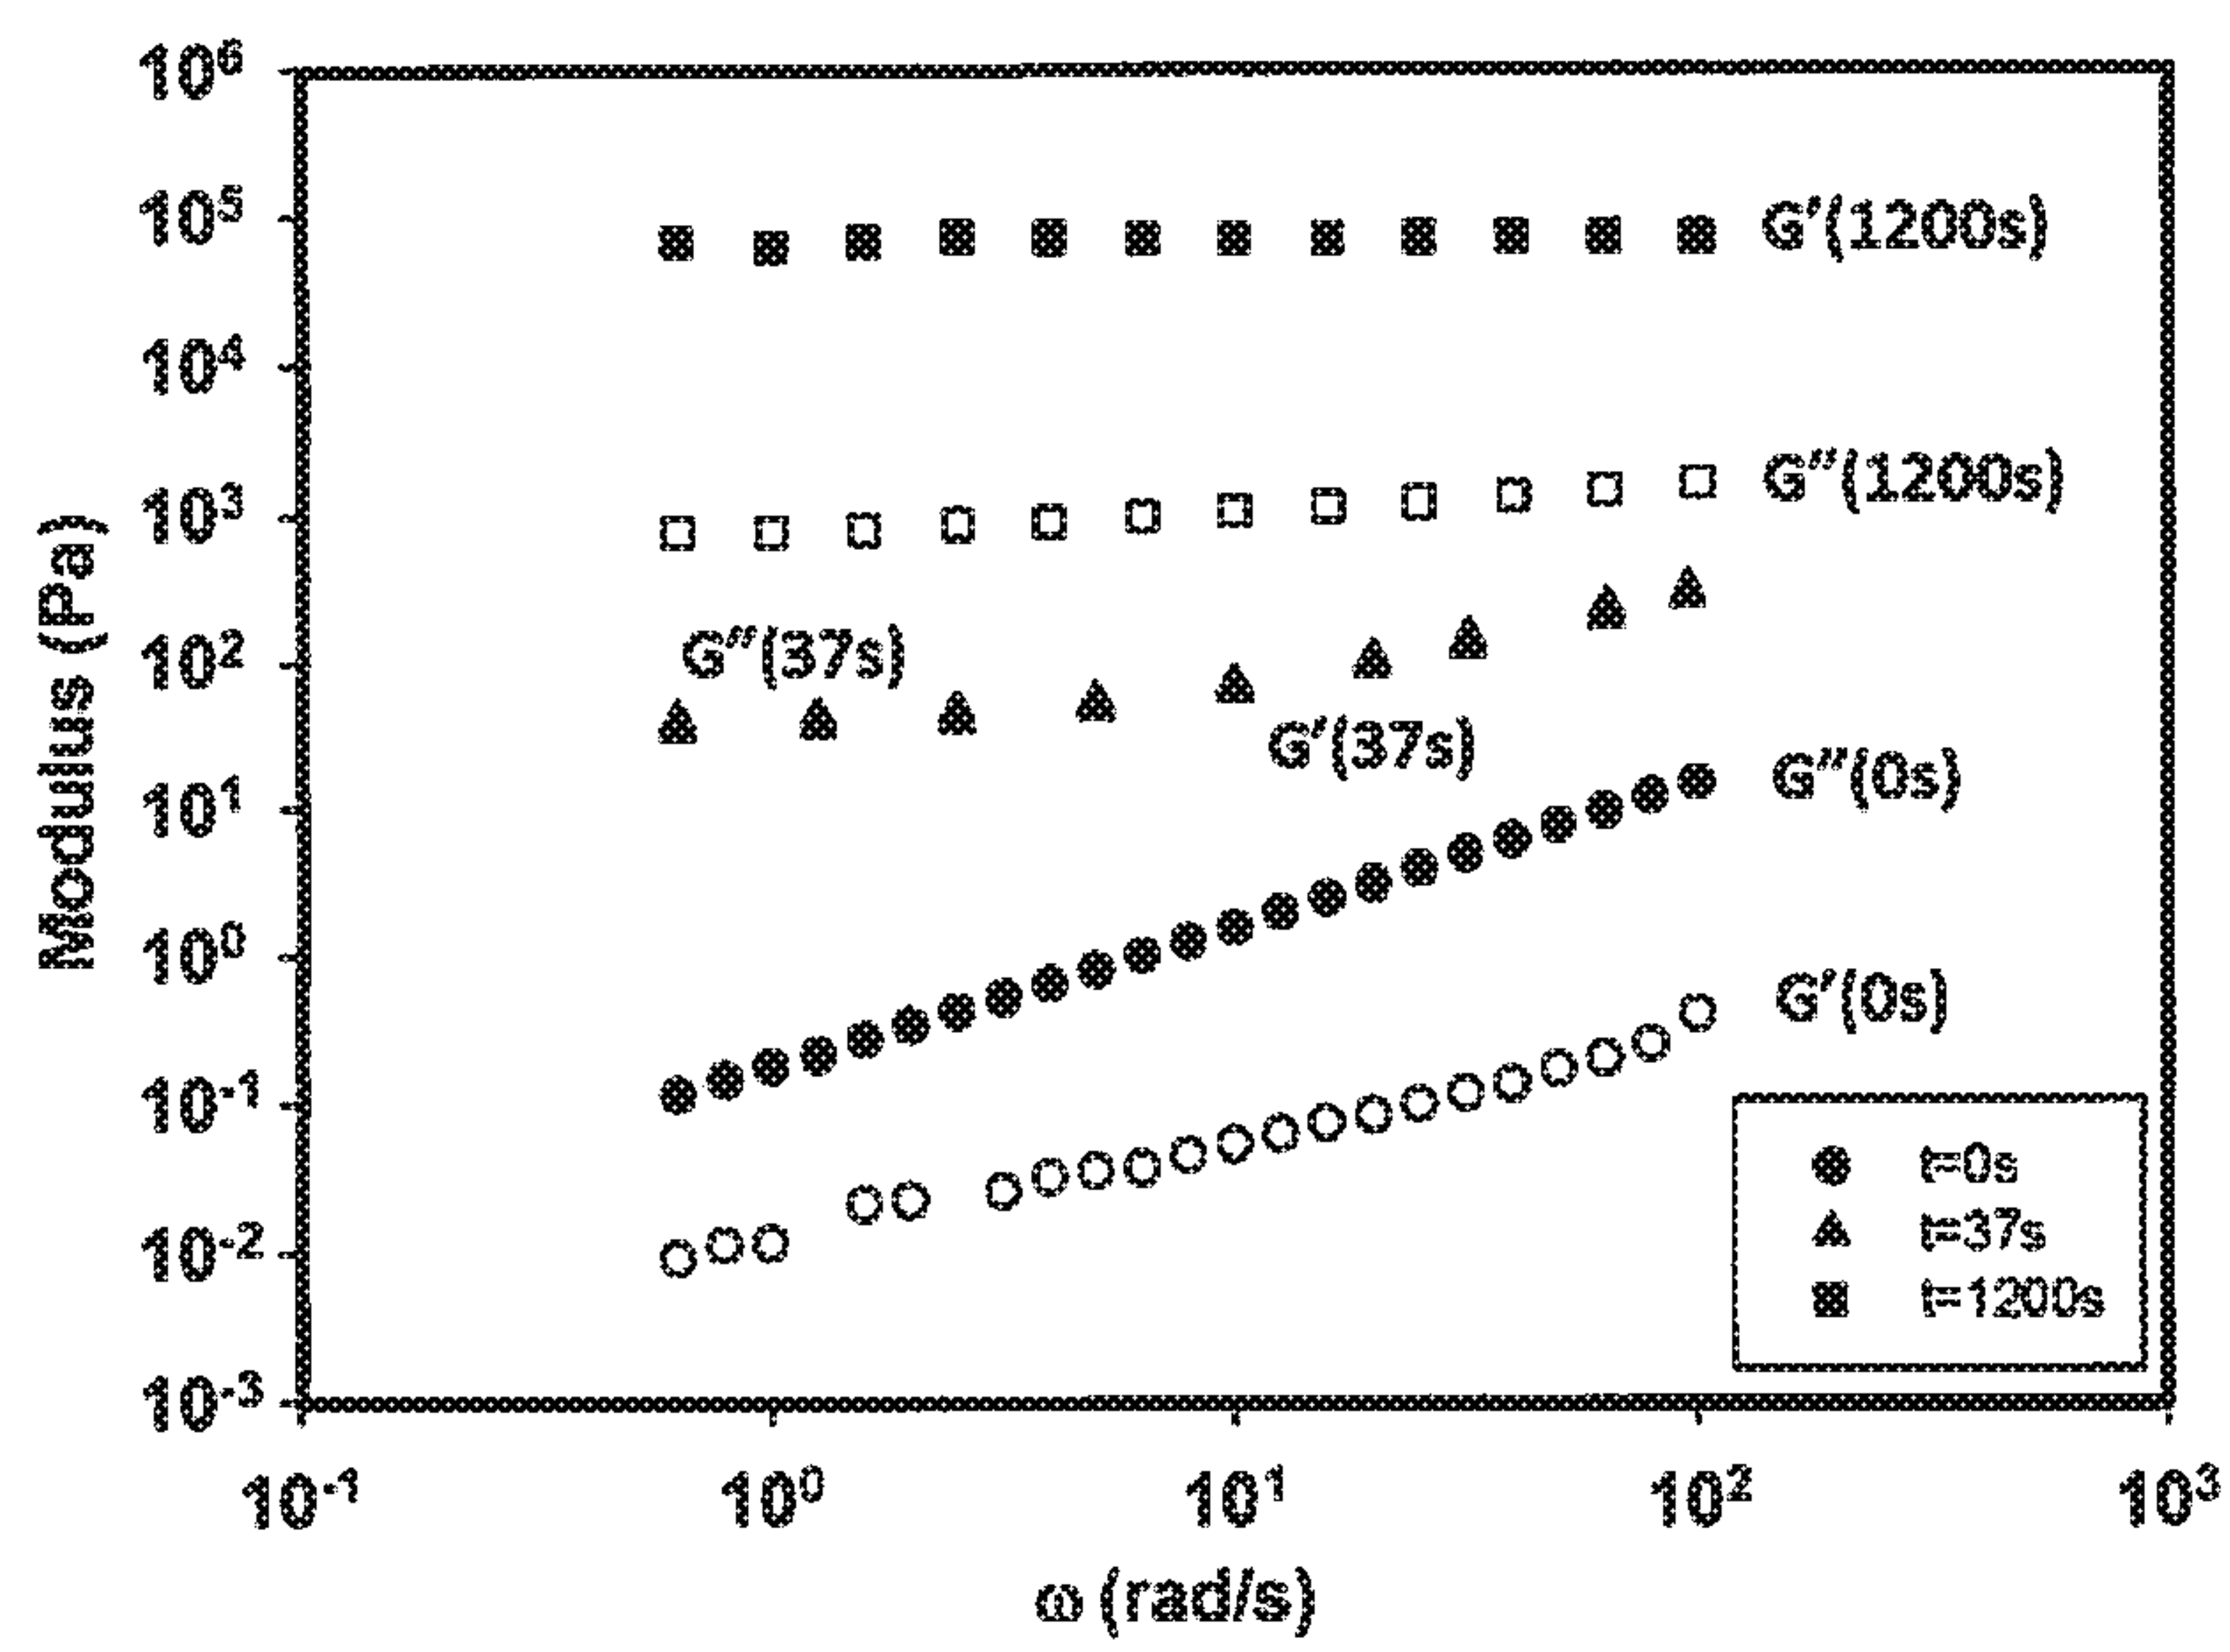 10⁶
10⁵
10⁴
10³
10²
10¹
10⁰
10⁻¹
10⁻²
10⁻³
Modulus (Pa)
G′(1200s)
G″(1200s)
G″(37s)
G′(37s)
G″(0s)
G′(0s)
t=0s
t=37s
t=1200s
10⁻¹ 10⁰ 10¹ 10² 10³
ω (rad/s)